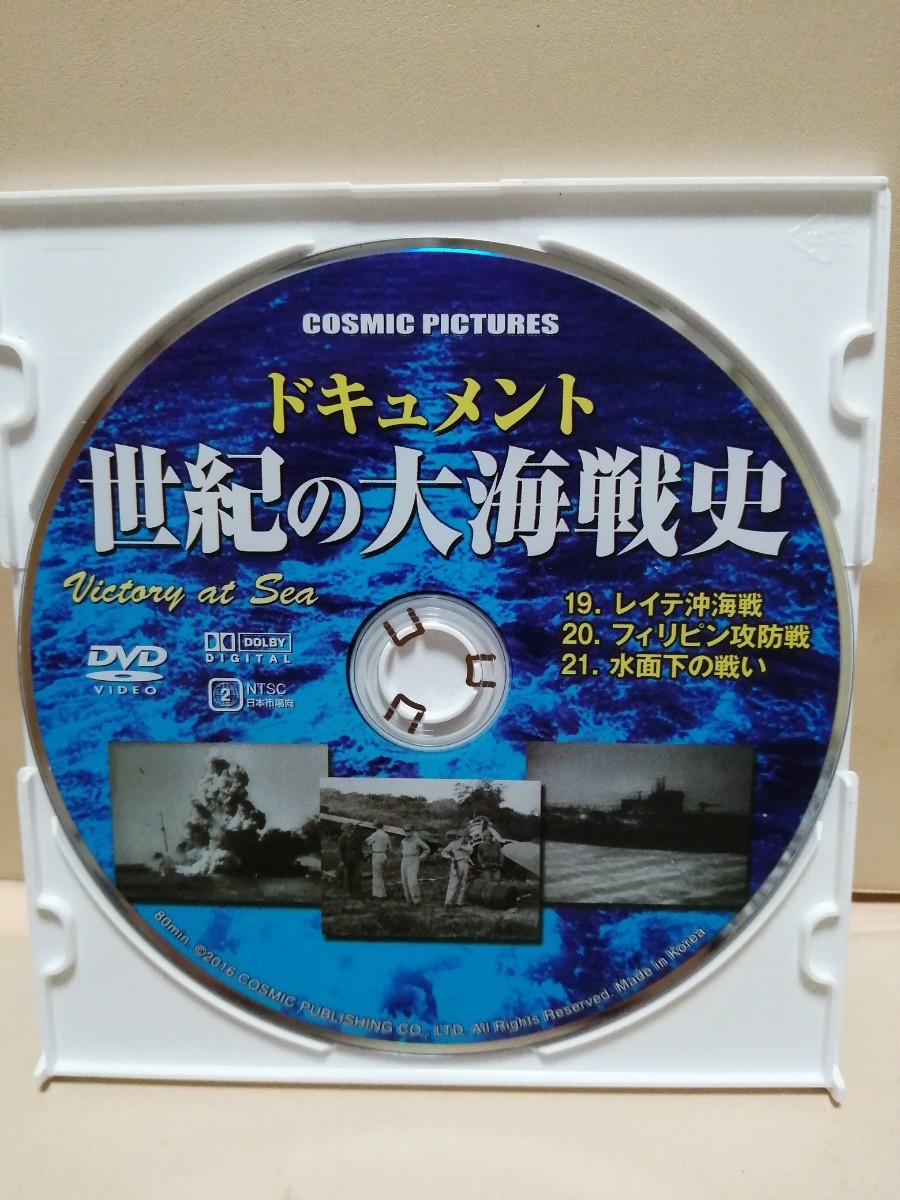 COSMIC PICTURES
ドキュメント
世紀の大海戦史
Victory at Sea
19. レイテ沖海戦
20. フィリピン攻防戦
21. 水面下の戦い
DVD
VIDEO
DOLBY
DIGITAL
2
NTSC
日本市場向
80min. ©2016 COSMIC PUBLISHING CO., LTD. All Rights Reserved. Made in Korea